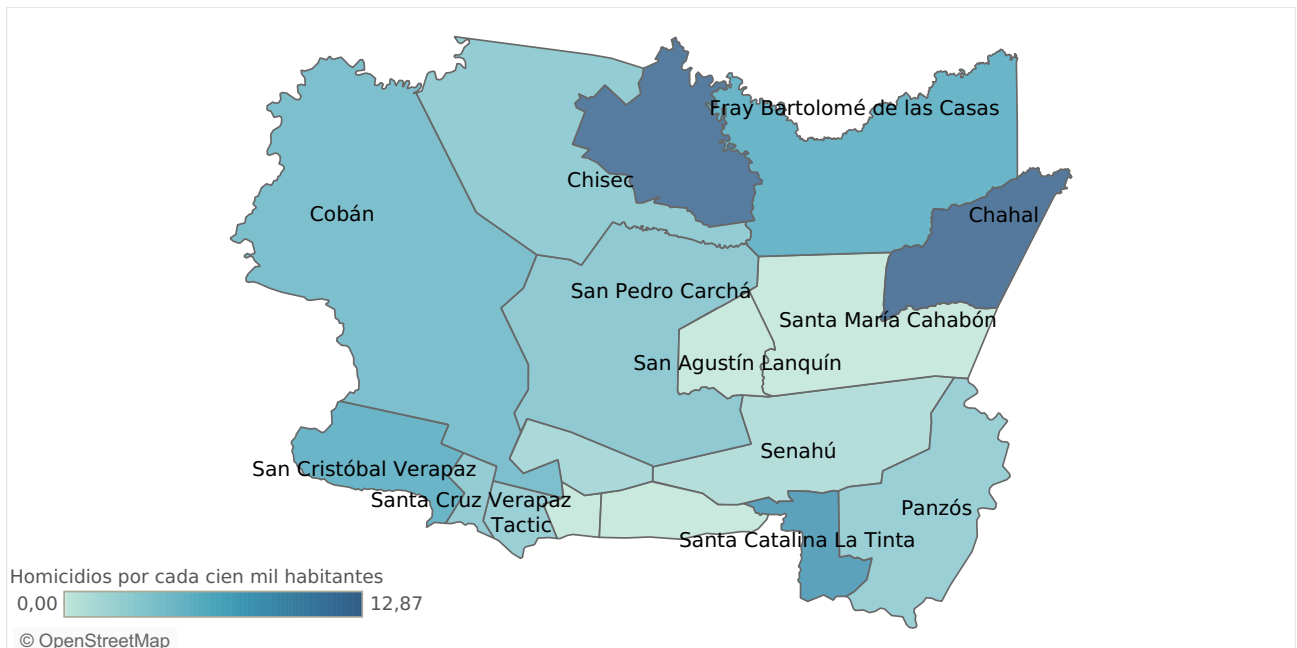 Fray Bartolomé de las Casas
Chisec
Cobán
Chahal
San Pedro Carchá
Santa María Cahabón
San Agustín Lanquín
Senahú
San Cristóbal Verapaz
Santa Cruz Verapaz
Tactic
Panzós
Santa Catalina La Tinta
Homicidios por cada cien mil habitantes
0,00 12,87
© OpenStreetMap